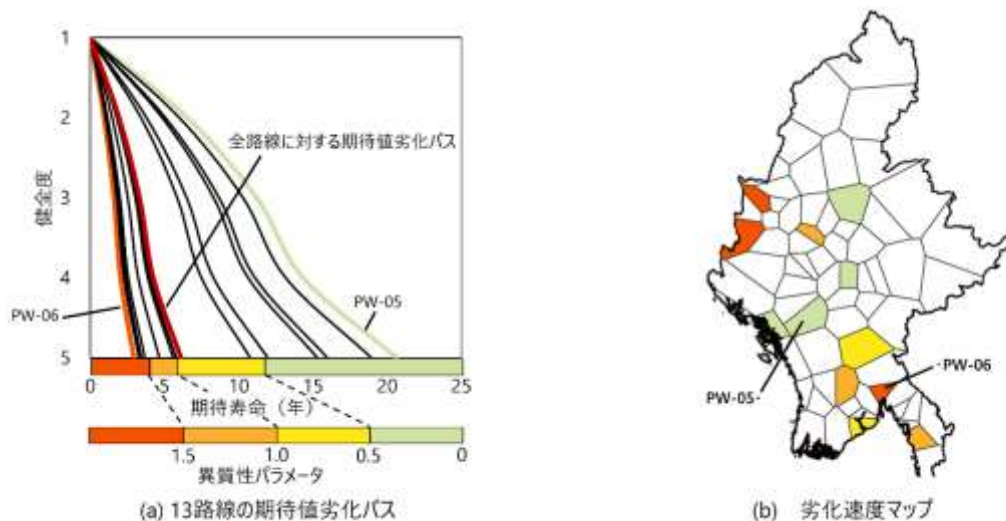 1
2
3
4
5
健全度
全路線に対する期待値劣化パス
PW-06
PW-05
0 5 10 15 20 25
期待寿命（年）
1.5 1.0 0.5 0
異質性パラメータ
(a) 13路線の期待値劣化パス
PW-06
PW-05
(b) 劣化速度マップ